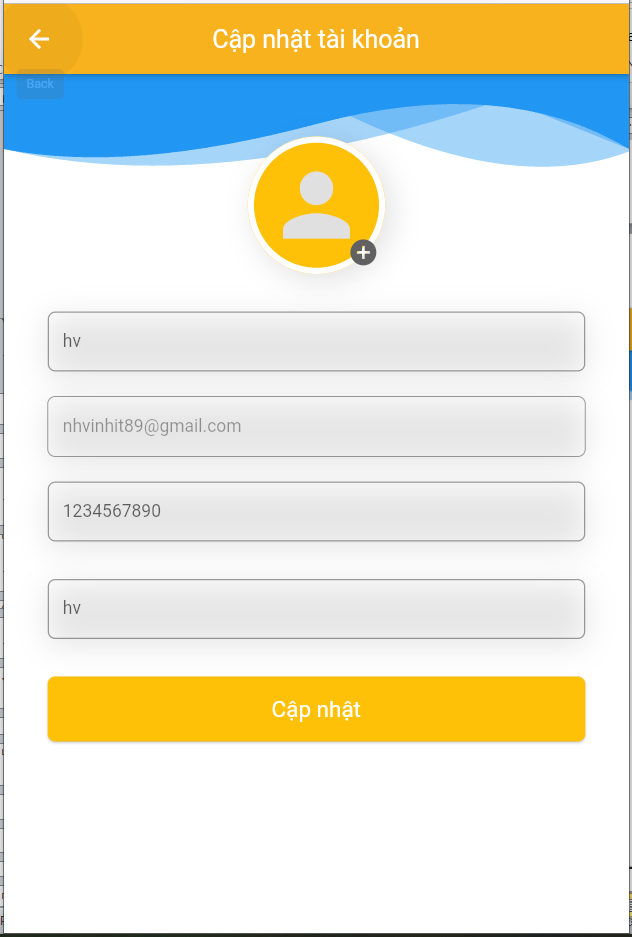 Cập nhật tài khoản
Back
hv
nhvinhit89@gmail.com
1234567890
hv
Cập nhật